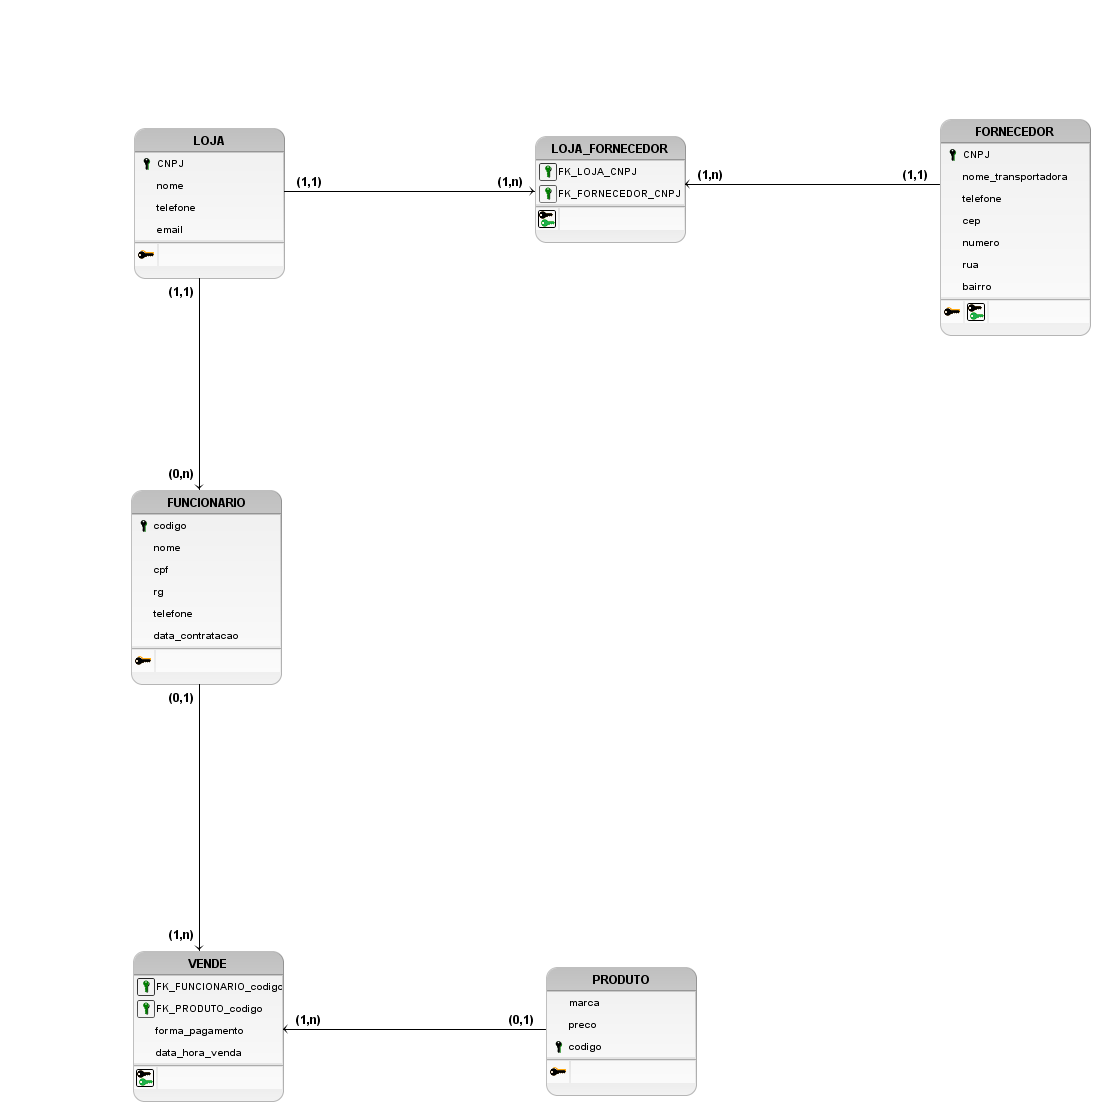 LOJA
CNPJ
nome
telefone
email
(1,1)
(1,n)
LOJA_FORNECEDOR
FK_LOJA_CNPJ
FK_FORNECEDOR_CNPJ
(1,n)
(1,1)
FORNECEDOR
CNPJ
nome_transportadora
telefone
cep
numero
rua
bairro
(1,1)
(0,n)
FUNCIONARIO
codigo
nome
cpf
rg
telefone
data_contratacao
(0,1)
(1,n)
VENDE
FK_FUNCIONARIO_codigo
FK_PRODUTO_codigo
forma_pagamento
data_hora_venda
(1,n)
(0,1)
PRODUTO
marca
preco
codigo